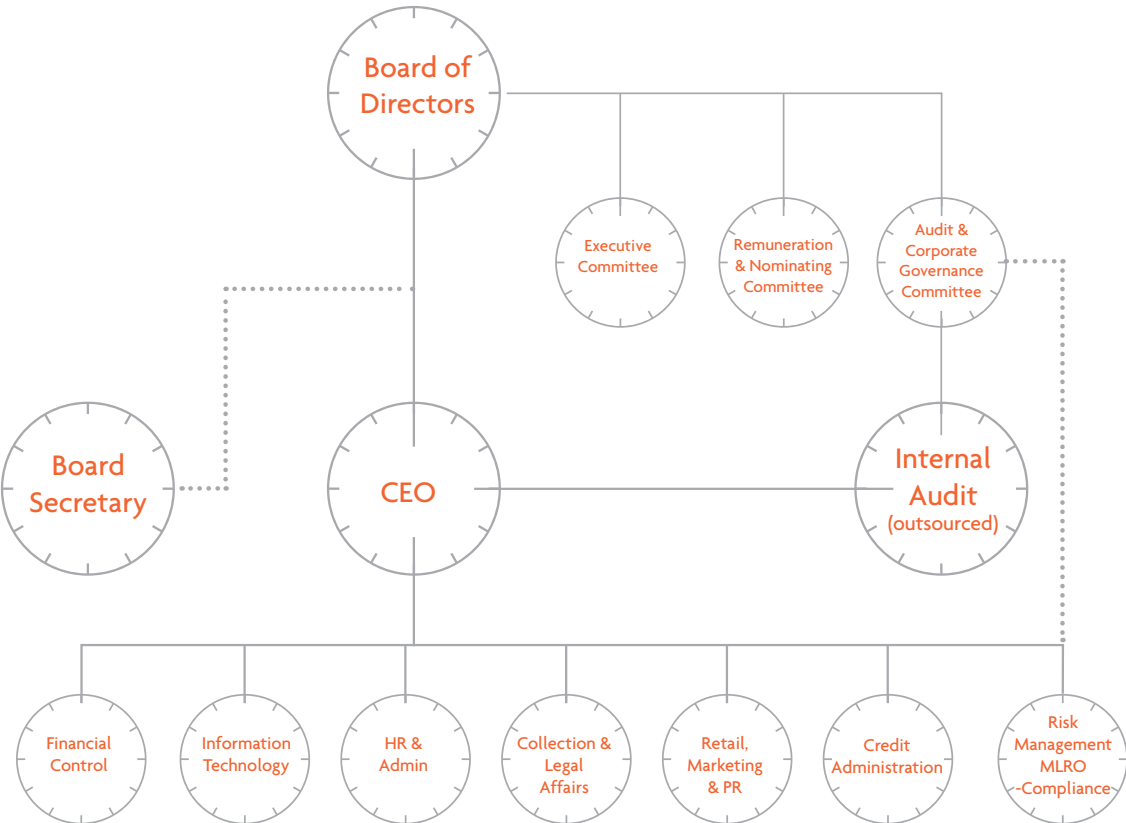 Board of
Directors
Executive
Committee
Remuneration
& Nominating
Committee
Audit &
Corporate
Governance
Committee
Board
Secretary
CEO
Internal
Audit
(outsourced)
Financial
Control
Information
Technology
HR &
Admin
Collection &
Legal
Affairs
Retail,
Marketing
& PR
Credit
Administration
Risk
Management
MLRO
-Compliance